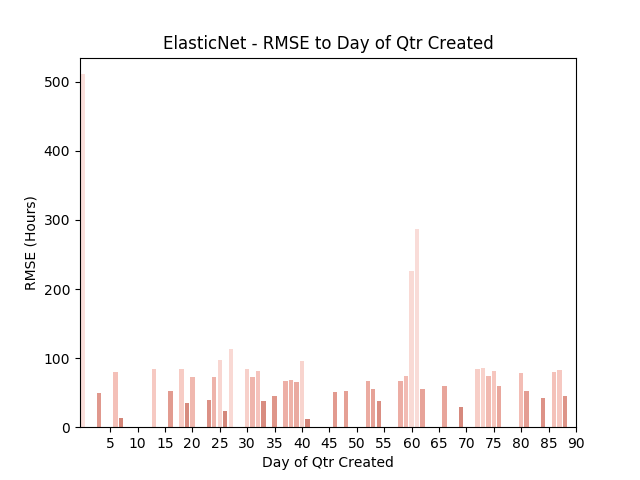 ElasticNet - RMSE to Day of Qtr Created
500
400
300
200
100
0
RMSE (Hours)
5 10 15 20 25 30 35 40 45 50 55 60 65 70 75 80 85 90
Day of Qtr Created